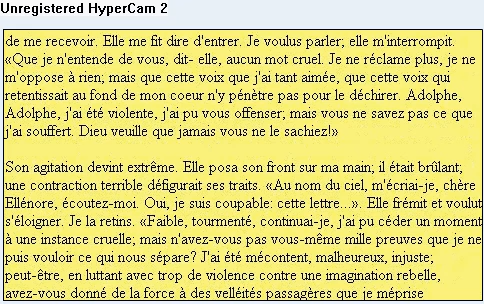 Unregistered HyperCam 2
de me recevoir. Elle me fit dire d'entrer. Je voulus parler; elle m'interrompit.
«Que je n'entende de vous, dit- elle, aucun mot cruel. Je ne réclame plus, je ne
m'oppose à rien; mais que cette voix que j'ai tant aimée, que cette voix qui
retentissait au fond de mon coeur n'y pénètre pas pour le déchirer. Adolphe,
Adolphe, j'ai été violente, j'ai pu vous offenser; mais vous ne savez pas ce que
j'ai souffert. Dieu veuille que jamais vous ne le sachiez!»
Son agitation devint extrême. Elle posa son front sur ma main; il était brûlant;
une contraction terrible défigurait ses traits. «Au nom du ciel, m'écriai-je, chère
Ellénore, écoutez-moi. Oui, je suis coupable: cette lettre...». Elle frémit et voulut
s'éloigner. Je la retins. «Faible, tourmenté, continuai-je, j'ai pu céder un moment
à une instance cruelle; mais n'avez-vous pas vous-même mille preuves que je ne
puis vouloir ce qui nous sépare? J'ai été mécontent, malheureux, injuste;
peut-être, en luttant avec trop de violence contre une imagination rebelle,
avez-vous donné de la force à des velléités passagères que je méprise